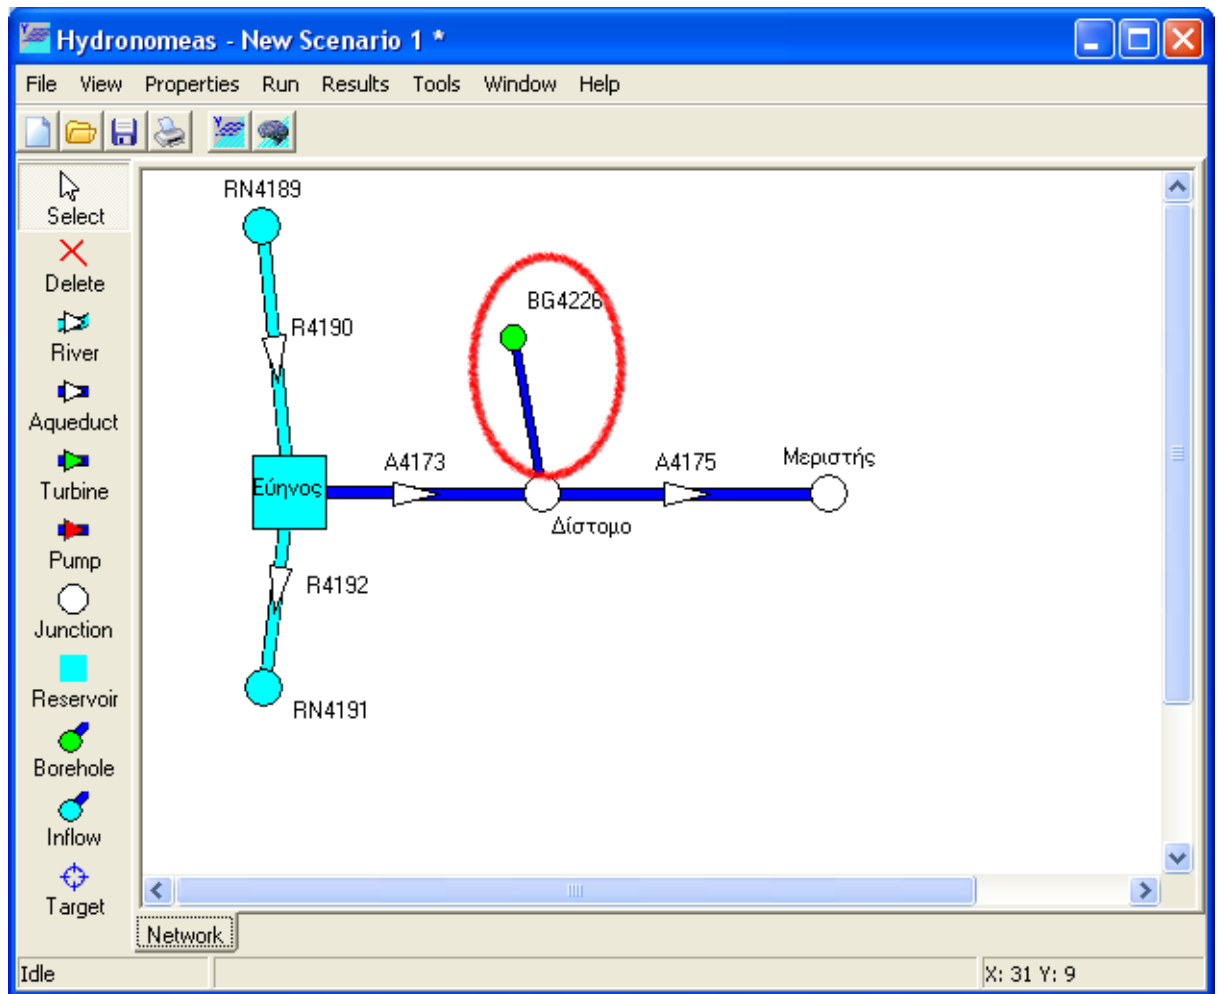 Hydronomeas - New Scenario 1 *
File View Properties Run Results Tools Window Help
Select
Delete
River
Aqueduct
Turbine
Pump
Junction
Reservoir
Borehole
Inflow
Target
RN4189
BG4226
R4190
A4173
A4175
Μεριστής
Εύηνος
Δίστομο
R4192
RN4191
Network
Idle
X: 31 Y: 9